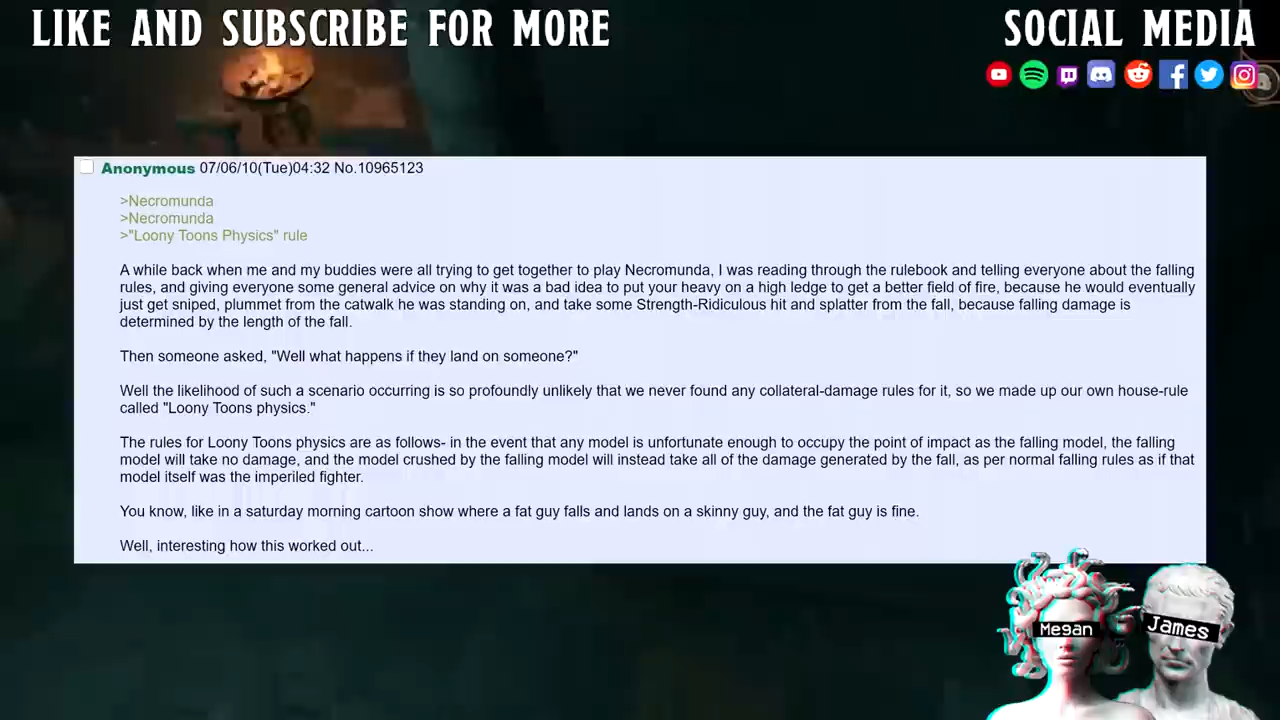 LIKE AND SUBSCRIBE FOR MORE
SOCIAL MEDIA
Anonymous 07/06/10(Tue)04:32 No.10965123
>Necromunda
>Necromunda
>"Loony Toons Physics" rule
A while back when me and my buddies were all trying to get together to play Necromunda, I was reading through the rulebook and telling everyone about the falling
rules, and giving everyone some general advice on why it was a bad idea to put your heavy on a high ledge to get a better field of fire, because he would eventually
just get sniped, plummet from the catwalk he was standing on, and take some Strength-Ridiculous hit and splatter from the fall, because falling damage is
determined by the length of the fall.
Then someone asked, "Well what happens if they land on someone?"
Well the likelihood of such a scenario occurring is so profoundly unlikely that we never found any collateral-damage rules for it, so we made up our own house-rule
called "Loony Toons physics."
The rules for Loony Toons physics are as follows- in the event that any model is unfortunate enough to occupy the point of impact as the falling model, the falling
model will take no damage, and the model crushed by the falling model will instead take all of the damage generated by the fall, as per normal falling rules as if that
model itself was the imperiled fighter.
You know, like in a saturday morning cartoon show where a fat guy falls and lands on a skinny guy, and the fat guy is fine.
Well, interesting how this worked out...
Megan
James